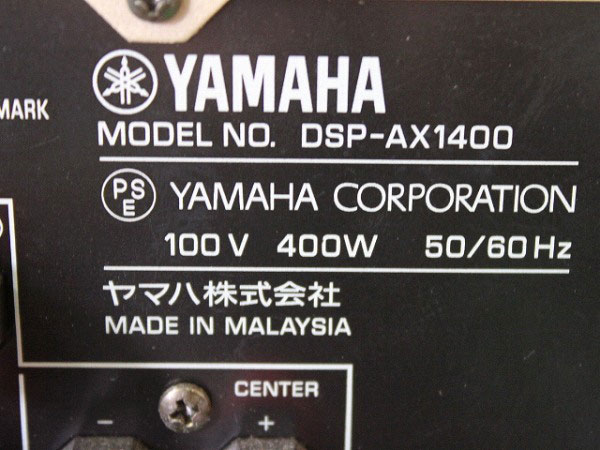 MARK
YAMAHA
MODEL NO. DSP-AX1400
PSE YAMAHA CORPORATION
100V 400W 50/60Hz
ヤマハ株式会社
MADE IN MALAYSIA
CENTER
- +